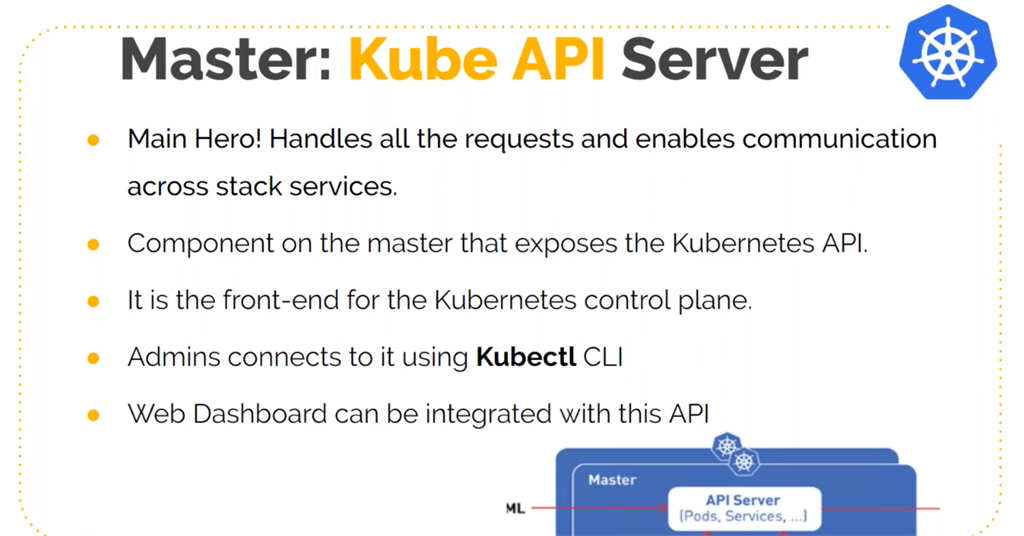 Master: Kube API Server
Main Hero! Handles all the requests and enables communication
across stack services.
Component on the master that exposes the Kubernetes API.
It is the front-end for the Kubernetes control plane.
Admins connects to it using Kubectl CLI
Web Dashboard can be integrated with this API
Master
API Server
ML
(Pods, Services, ...)